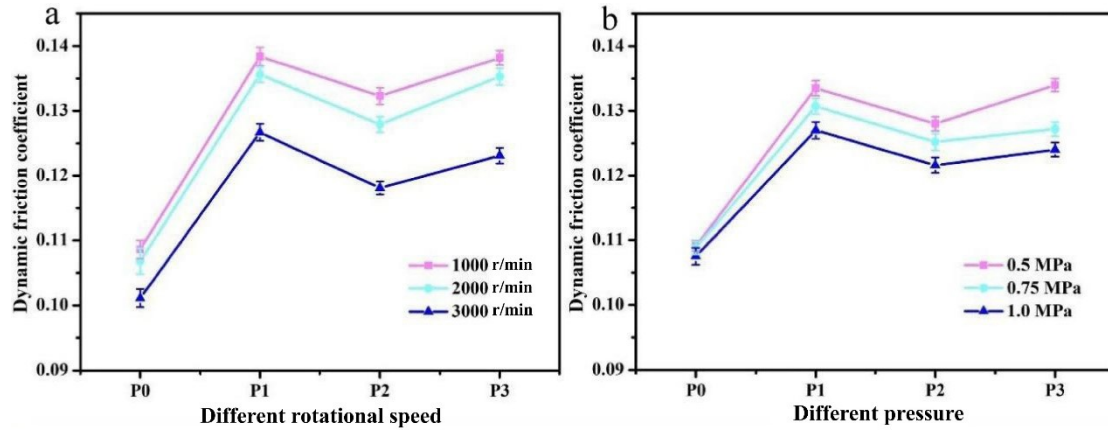 a
Dynamic friction coefficient
0.14
0.13
0.12
0.11
0.10
0.09
1000 r/min
2000 r/min
3000 r/min
P0 P1 P2 P3
Different rotational speed
b
Dynamic friction coefficient
0.14
0.13
0.12
0.11
0.10
0.09
0.5 MPa
0.75 MPa
1.0 MPa
P0 P1 P2 P3
Different pressure